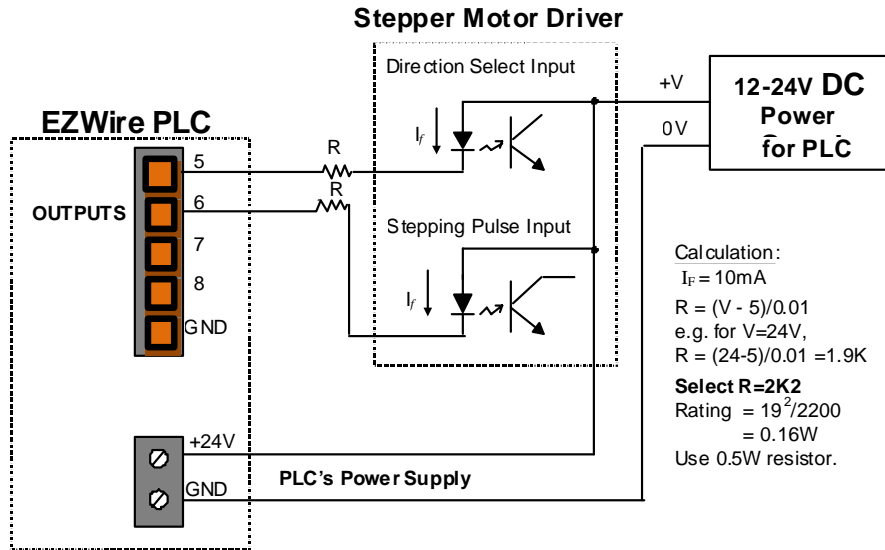 Stepper Motor Driver
Direction Select Input
+V
12-24V DC
Power
0V
for PLC
EZWire PLC
If
R
5
R
OUTPUTS
6
7
8
GND
Stepping Pulse Input
If
Calculation:
IF = 10mA
R = (V - 5)/0.01
e.g. for V=24V,
R = (24-5)/0.01 =1.9K
Select R=2K2
Rating = 19²/2200
= 0.16W
Use 0.5W resistor.
+24V
GND
PLC's Power Supply